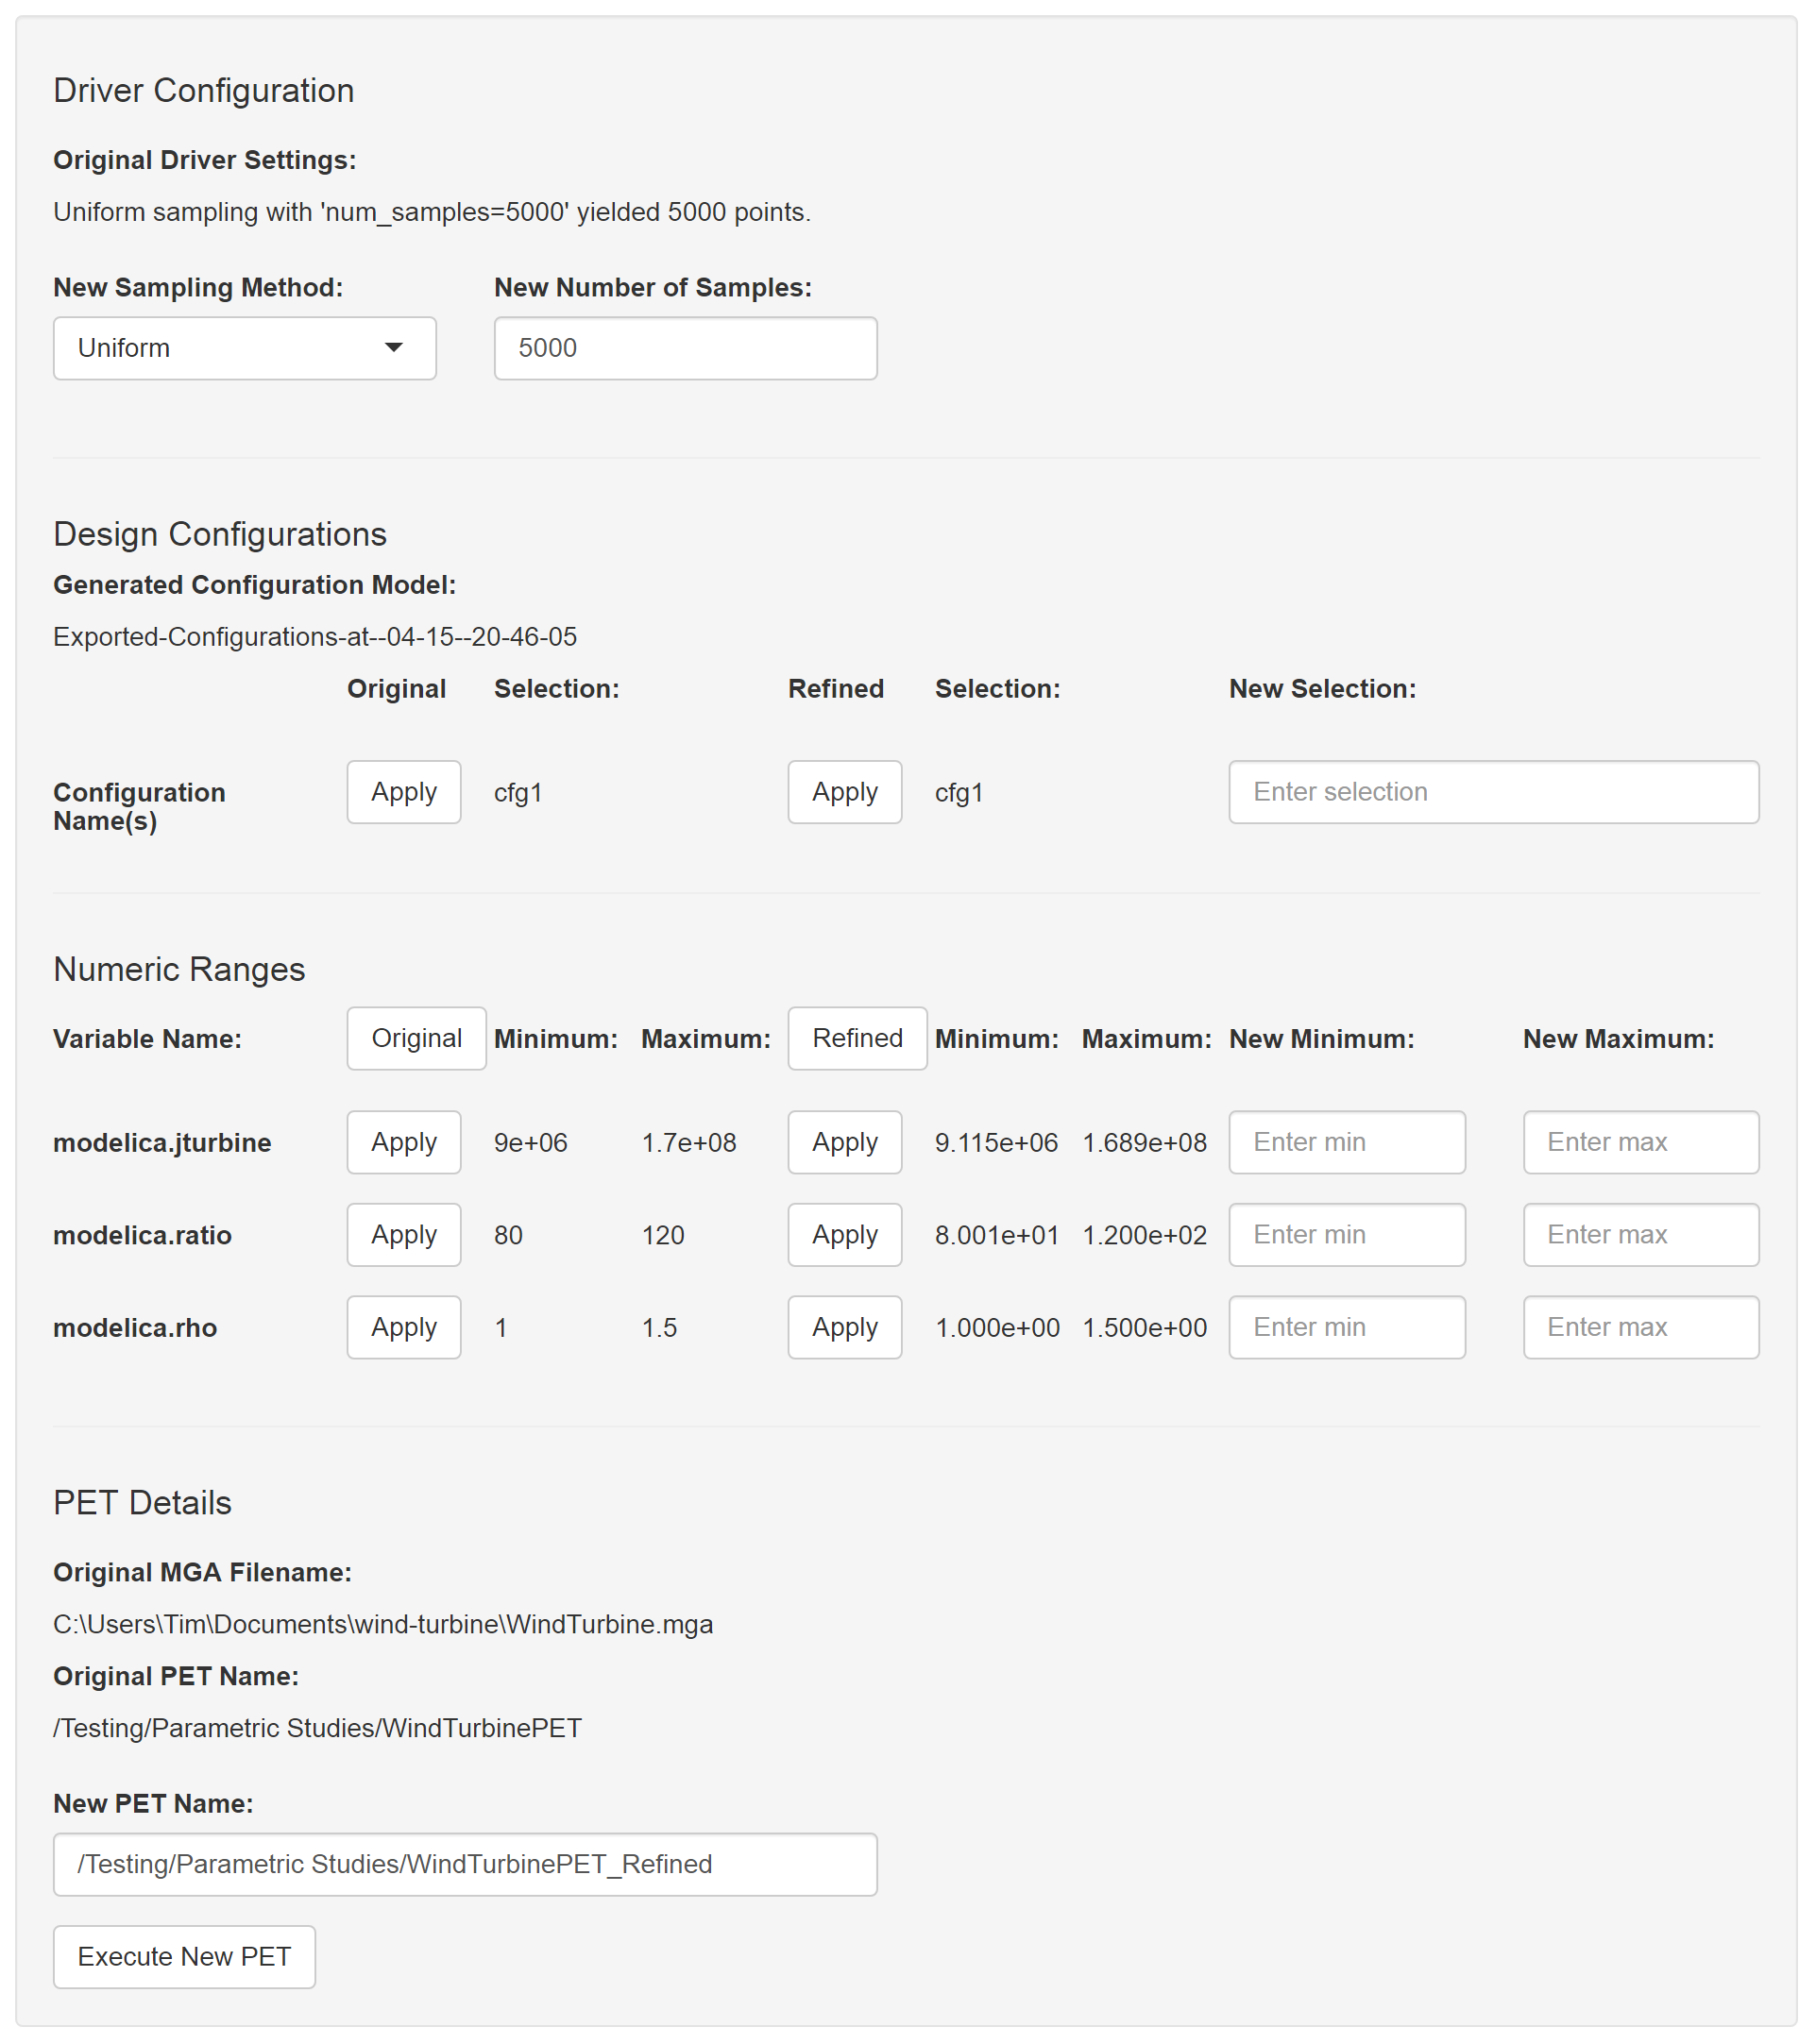 Driver Configuration
Original Driver Settings:
Uniform sampling with 'num_samples=5000' yielded 5000 points.
New Sampling Method: New Number of Samples:
Uniform 5000
Design Configurations
Generated Configuration Model:
Exported-Configurations-at--04-15--20-46-05
Original Selection: Refined Selection: New Selection:
Configuration Apply cfg1 Apply cfg1 Enter selection
Name(s)
Numeric Ranges
Variable Name: Original Minimum: Maximum: Refined Minimum: Maximum: New Minimum: New Maximum:
modelica.jturbine Apply 9e+06 1.7e+08 Apply 9.115e+06 1.689e+08 Enter min Enter max
modelica.ratio Apply 80 120 Apply 8.001e+01 1.200e+02 Enter min Enter max
modelica.rho Apply 1 1.5 Apply 1.000e+00 1.500e+00 Enter min Enter max
PET Details
Original MGA Filename:
C:\Users\Tim\Documents\wind-turbine\WindTurbine.mga
Original PET Name:
/Testing/Parametric Studies/WindTurbinePET
New PET Name:
/Testing/Parametric Studies/WindTurbinePET_Refined
Execute New PET